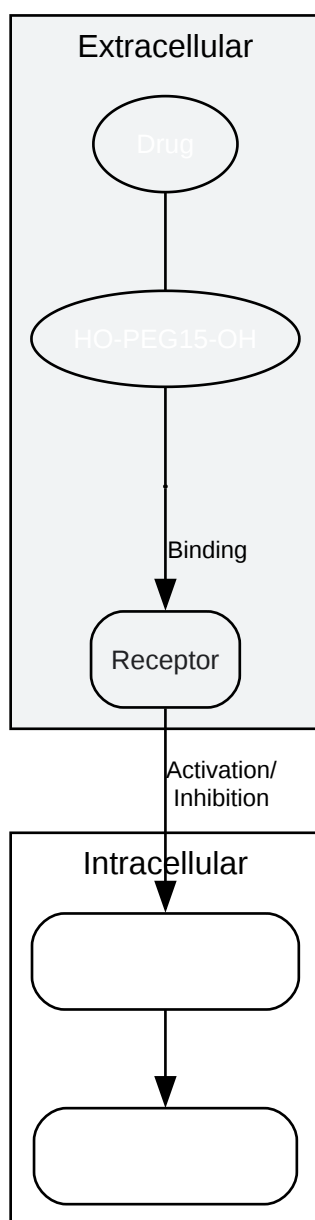 Extracellular
Drug
HO-PEG15-OH
Binding
Receptor
Activation/
Inhibition
Intracellular